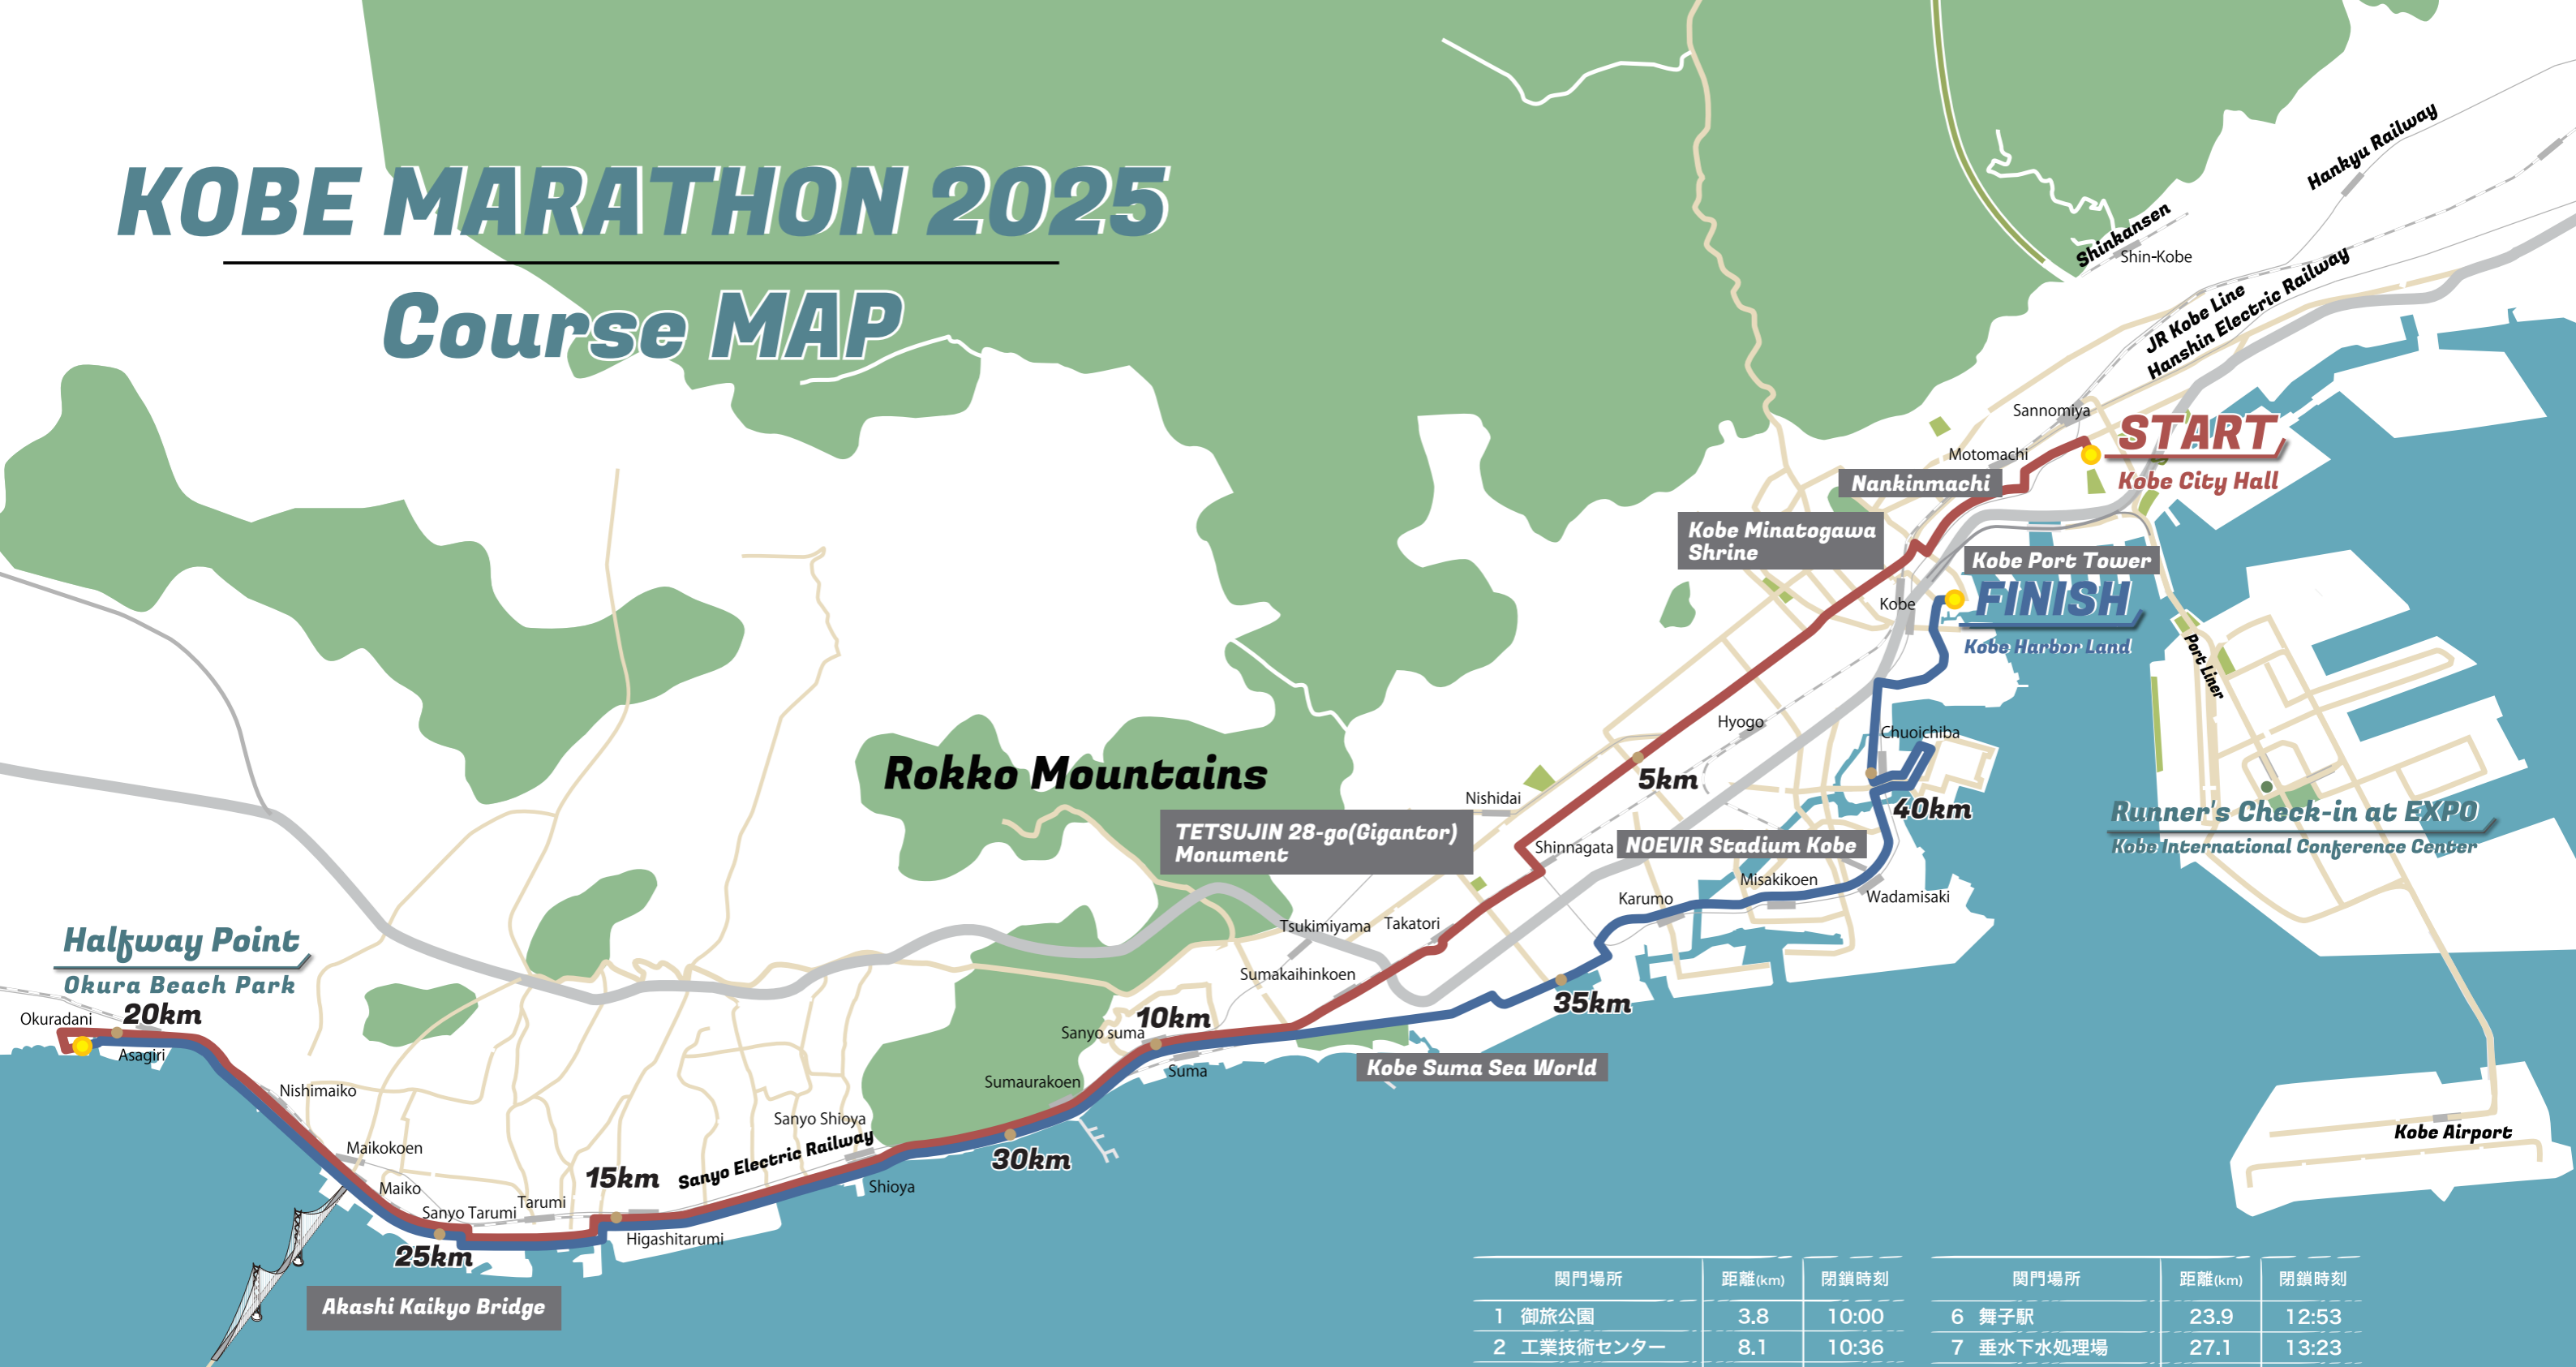 KOBE MARATHON 2025
Course MAP
Hankyu Railway
Shinkansen
Shin-Kobe
JR Kobe Line
Hanshin Electric Railway
Sannomiya
START
Kobe City Hall
Motomachi
Nankinmachi
Kobe Minatogawa
Shrine
Kobe Port Tower
FINISH
Kobe Harbor Land
Kobe
Port Liner
Hyogo
Chuoichiba
Rokko Mountains
5km
Nishidai
40km
Runner's Check-in at EXPO
Kobe International Conference Center
TETSUJIN 28-go(Gigantor)
Monument
Shinnagata
NOEVIR Stadium Kobe
Misakikoen
Karumo
Wadamisaki
Tsukimiyama
Takatori
Halfway Point
Okura Beach Park
Sumakaihinkoen
35km
Okuradani
20km
10km
Sanyo suma
Asagiri
Suma
Kobe Suma Sea World
Nishimaiko
Sumaurakoen
Sanyo Shioya
Kobe Airport
Maikokoen
Sanyo Electric Railway
30km
15km
Maiko
Shioya
Tarumi
Sanyo Tarumi
Higashitarumi
25km
Akashi Kaikyo Bridge
関門場所 距離(km) 閉鎖時刻
1 御旅公園 3.8 10:00
2 工業技術センター 8.1 10:36
関門場所 距離(km) 閉鎖時刻
6 舞子駅 23.9 12:53
7 垂水下水処理場 27.1 13:23